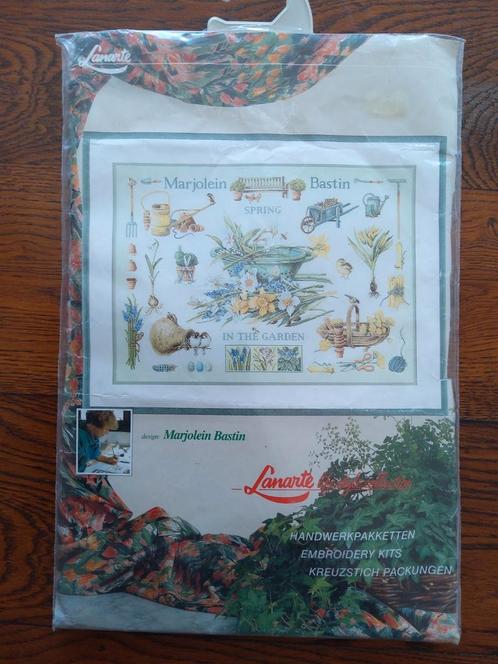 Lanarte
Marjolein Bastin
SPRING
IN THE GARDEN
design: Marjolein Bastin
Lanarte
HANDWERKPAKKETTEN
EMBROIDERY KITS
KREUZSTICH PACKUNGEN